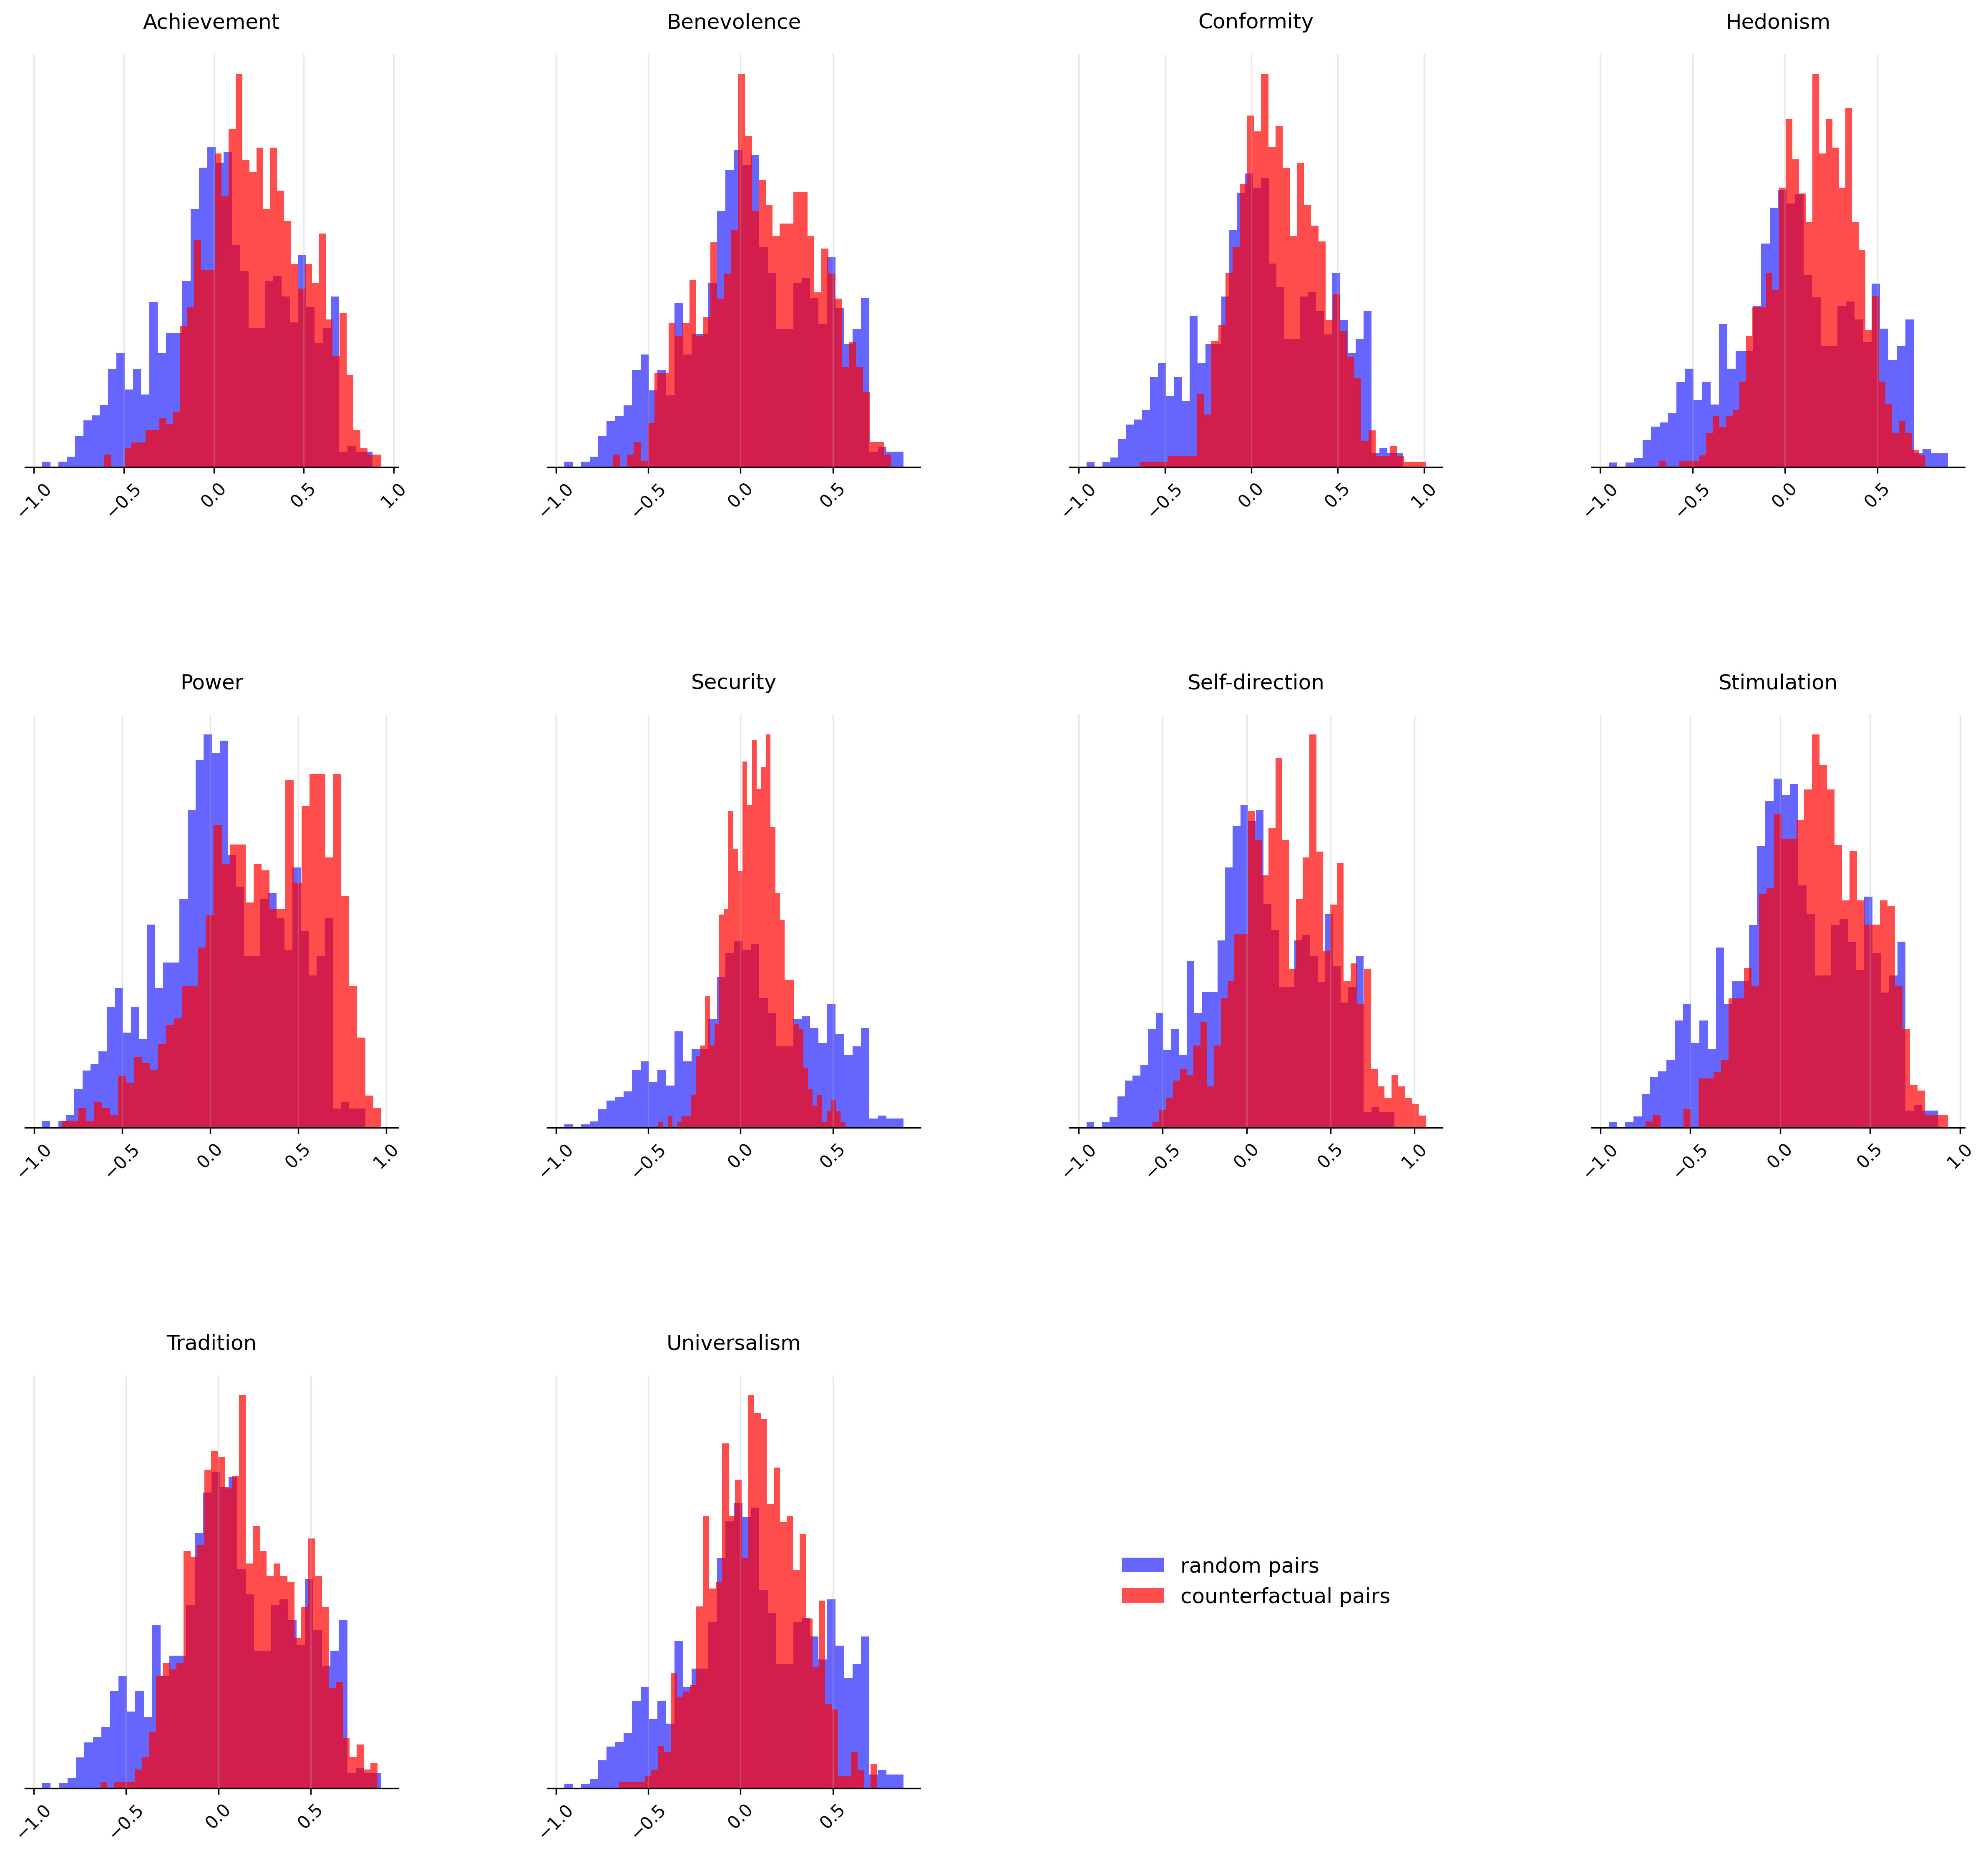 Achievement Benevolence Conformity Hedonism
−1.0 −0.5 0.0 0.5 1.0 −1.0 −0.5 0.0 0.5 −1.0 −0.5 0.0 0.5 1.0 −1.0 −0.5 0.0 0.5
Power Security Self-direction Stimulation
−1.0 −0.5 0.0 0.5 1.0 −1.0 −0.5 0.0 0.5 −1.0 −0.5 0.0 0.5 1.0 −1.0 −0.5 0.0 0.5 1.0
Tradition Universalism
random pairs
counterfactual pairs
−1.0 −0.5 0.0 0.5 −1.0 −0.5 0.0 0.5